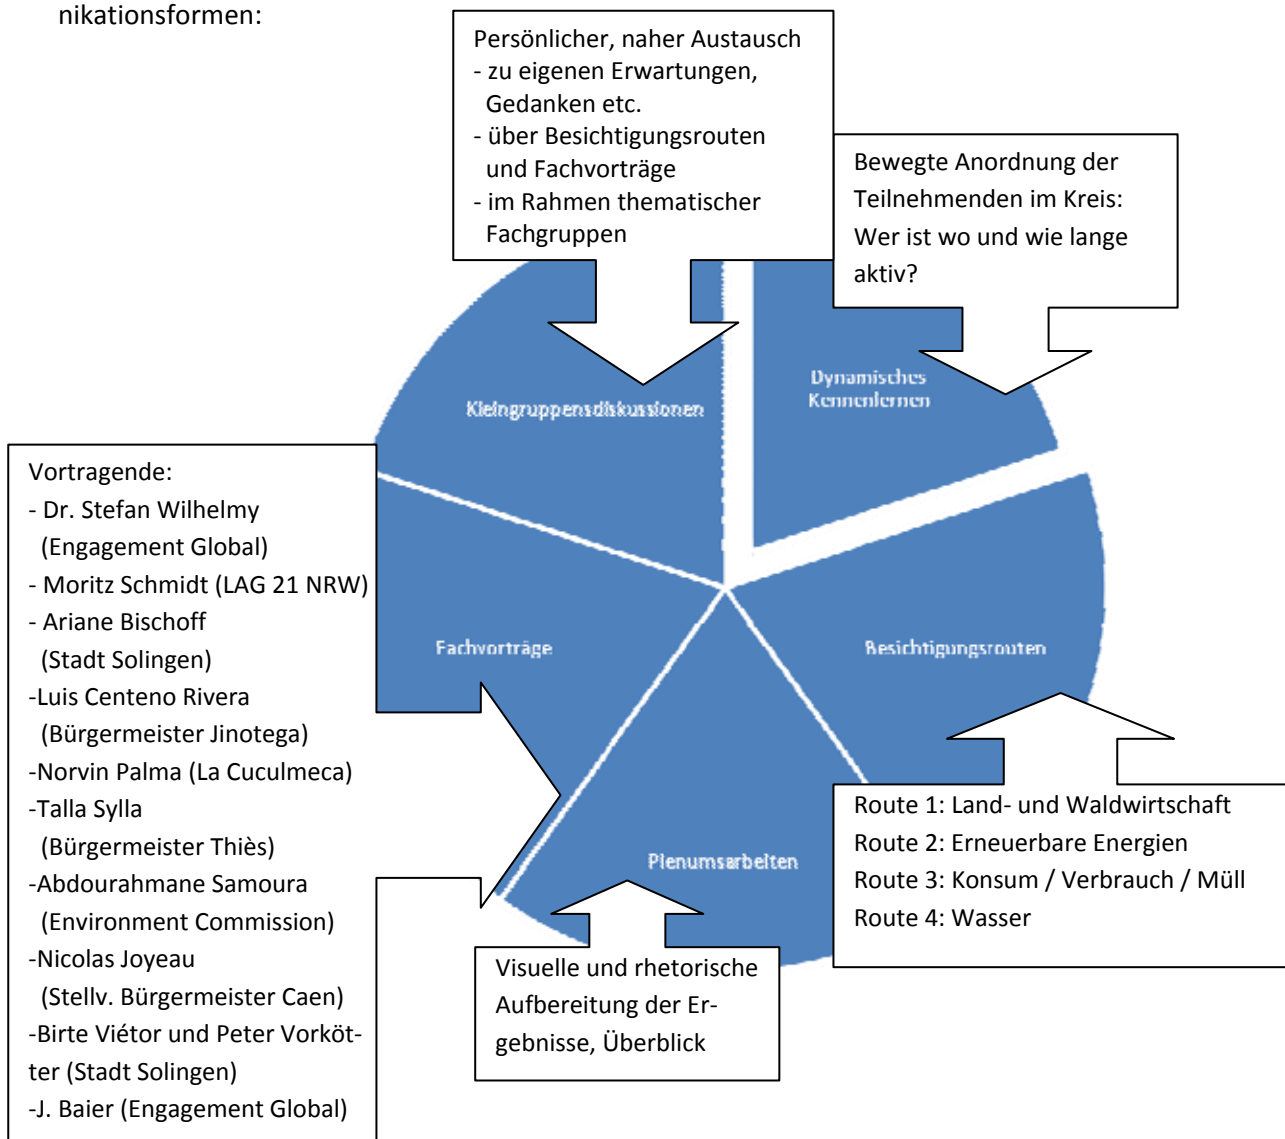 nikationsformen:
Persönlicher, naher Austausch
- zu eigenen Erwartungen,
Gedanken etc.
- über Besichtigungsrouten
und Fachvorträge
- im Rahmen thematischer
Fachgruppen
Bewegte Anordnung der
Teilnehmenden im Kreis:
Wer ist wo und wie lange
aktiv?
Dynamisches
Kennenlernen
Kleingruppensdiskussionen
Vortragende:
- Dr. Stefan Wilhelmy
(Engagement Global)
- Moritz Schmidt (LAG 21 NRW)
- Ariane Bischoff
(Stadt Solingen)
-Luis Centeno Rivera
(Bürgermeister Jinotega)
-Norvin Palma (La Cuculmeca)
-Talla Sylla
(Bürgermeister Thiès)
-Abdourahmane Samoura
(Environment Commission)
-Nicolas Joyeau
(Stellv. Bürgermeister Caen)
-Birte Viétor und Peter Vorköt-
ter (Stadt Solingen)
-J. Baier (Engagement Global)
Fachvorträge
Besichtigungsrouten
Plenumsarbeiten
Route 1: Land- und Waldwirtschaft
Route 2: Erneuerbare Energien
Route 3: Konsum / Verbrauch / Müll
Route 4: Wasser
Visuelle und rhetorische
Aufbereitung der Er-
gebnisse, Überblick